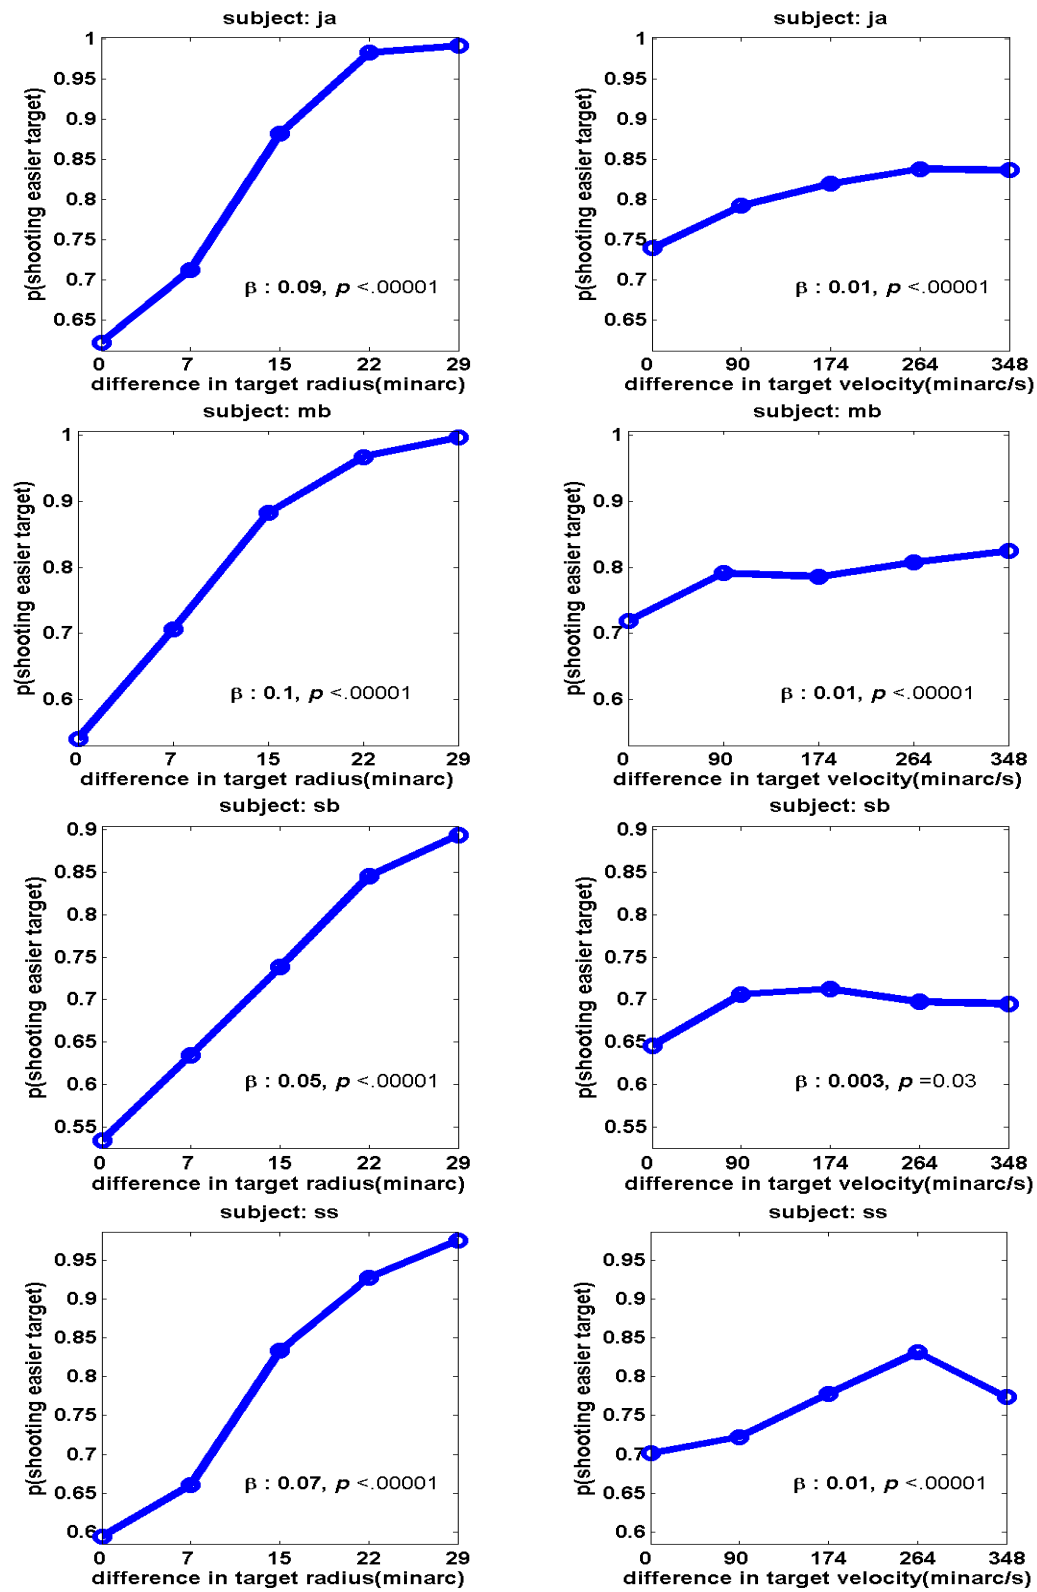 subject: ja
p(shooting easier target)
1
0.95
0.9
0.85
0.8
0.75
0.7
0.65
β : 0.09, p <.00001
0 7 15 22 29
difference in target radius(minarc)
subject: ja
p(shooting easier target)
1
0.95
0.9
0.85
0.8
0.75
0.7
0.65
β : 0.01, p <.00001
0 90 174 264 348
difference in target velocity(minarc/s)
subject: mb
p(shooting easier target)
1
0.9
0.8
0.7
0.6
β : 0.1, p <.00001
0 7 15 22 29
difference in target radius(minarc)
subject: mb
p(shooting easier target)
1
0.9
0.8
0.7
0.6
β : 0.01, p <.00001
0 90 174 264 348
difference in target velocity(minarc/s)
subject: sb
p(shooting easier target)
0.9
0.85
0.8
0.75
0.7
0.65
0.6
0.55
β : 0.05, p <.00001
0 7 15 22 29
difference in target radius(minarc)
subject: sb
p(shooting easier target)
0.9
0.85
0.8
0.75
0.7
0.65
0.6
0.55
β : 0.003, p =0.03
0 90 174 264 348
difference in target velocity(minarc/s)
subject: ss
p(shooting easier target)
0.95
0.9
0.85
0.8
0.75
0.7
0.65
0.6
β : 0.07, p <.00001
0 7 15 22 29
difference in target radius(minarc)
subject: ss
p(shooting easier target)
0.95
0.9
0.85
0.8
0.75
0.7
0.65
0.6
β : 0.01, p <.00001
0 90 174 264 348
difference in target velocity(minarc/s)